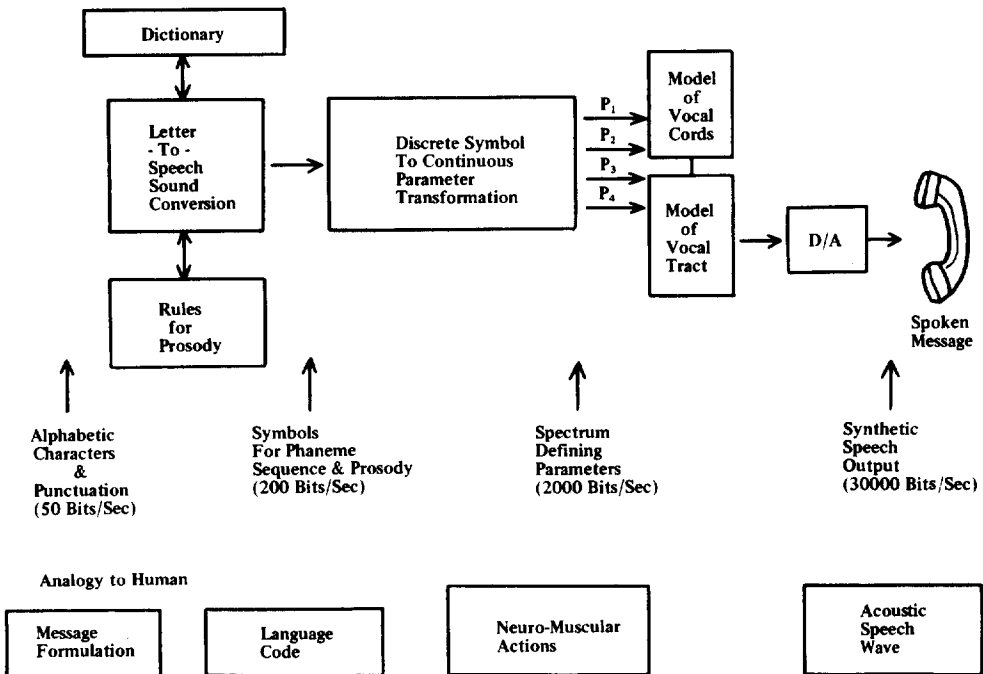 Dictionary
Letter
- To -
Speech
Sound
Conversion
Rules
for
Prosody
Discrete Symbol
To Continuous
Parameter
Transformation
P1
P2
P3
P4
Model
of
Vocal
Cords
Model
of
Vocal
Tract
D/A
Spoken
Message
Alphabetic
Characters
&
Punctuation
(50 Bits/Sec)
Symbols
For Phaneme
Sequence & Prosody
(200 Bits/Sec)
Spectrum
Defining
Parameters
(2000 Bits/Sec)
Synthetic
Speech
Output
(30000 Bits/Sec)
Analogy to Human
Message
Formulation
Language
Code
Neuro-Muscular
Actions
Acoustic
Speech
Wave